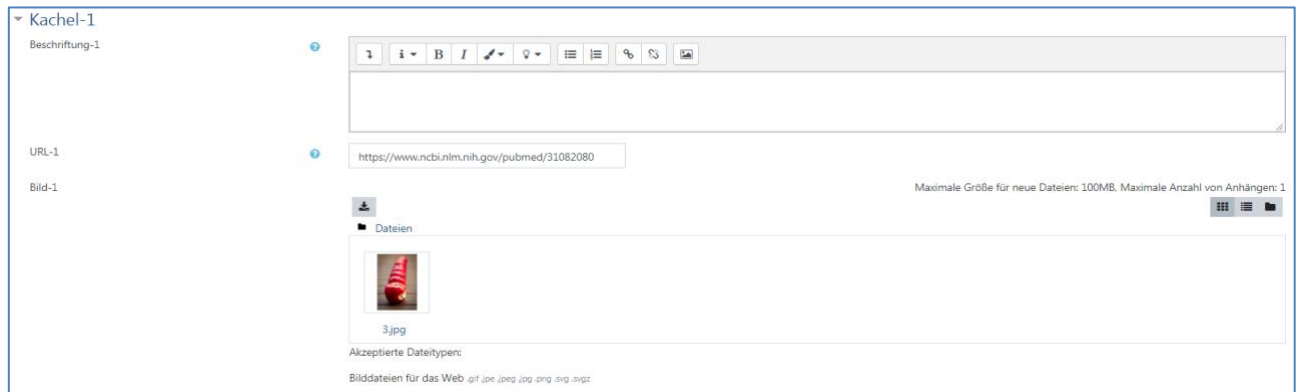 Kachel-1
Beschriftung-1
B I
URL-1 https://www.ncbi.nlm.nih.gov/pubmed/31082080
Bild-1 Maximale Größe für neue Dateien: 100MB, Maximale Anzahl von Anhängen: 1
Dateien
3.jpg
Akzeptierte Dateitypen:
Bilddateien für das Web .gif .jpe .jpeg .jpg .png .svg .svgz